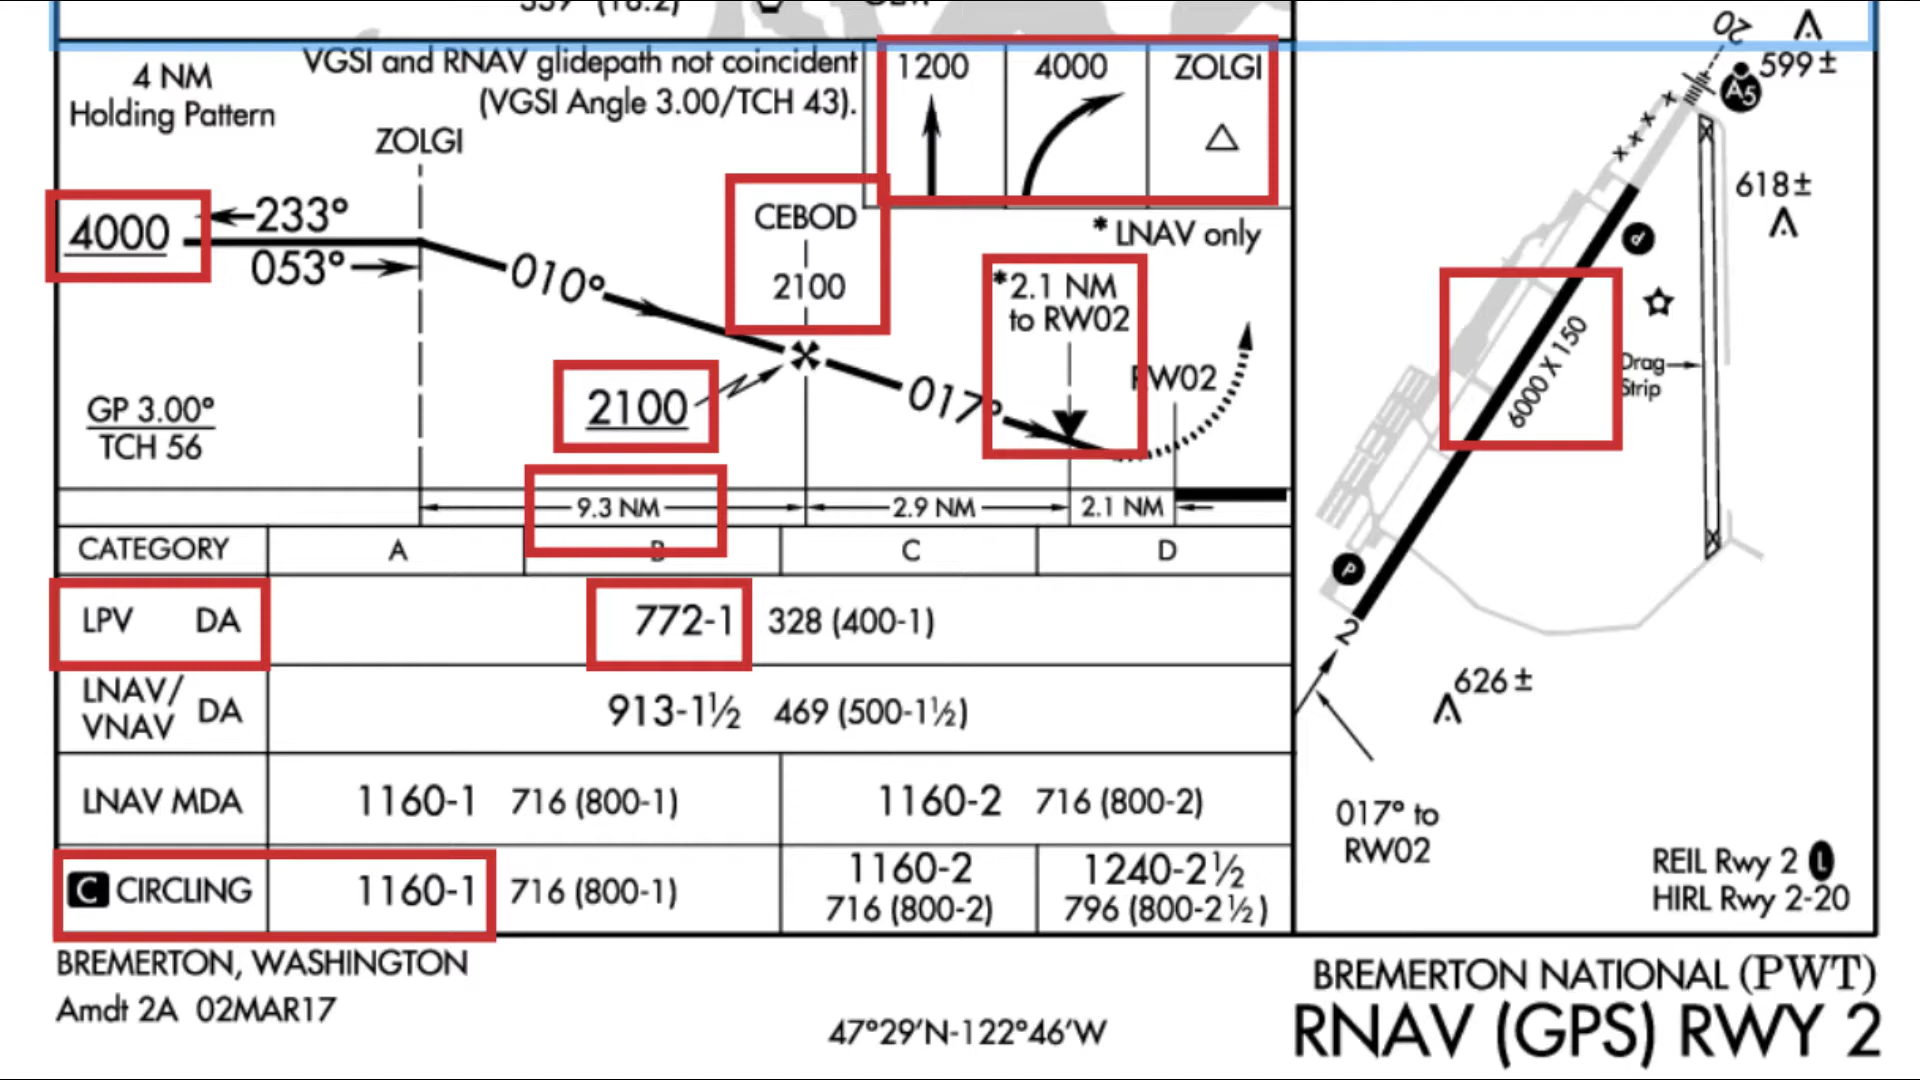 4 NM
Holding Pattern
VGSI and RNAV glidepath not coincident
(VGSI Angle 3.00/TCH 43).
1200
4000
ZOLGI
ZOLGI
4000
233°
053°
010°
CEBOD
2100
* LNAV only
*2.1 NM
to RW02
RW02
2100
017°
GP 3.00°
TCH 56
9.3 NM
2.9 NM
2.1 NM
CATEGORY A B C D
LPV DA 772-1 328 (400-1)
LNAV/
VNAV DA 913-1½ 469 (500-1½)
LNAV MDA 1160-1 716 (800-1) 1160-2 716 (800-2)
C CIRCLING 1160-1 716 (800-1) 1160-2
716 (800-2) 1240-2½
796 (800-2½)
20
599±
A5
618±
P
6000 X 150
Drag
Strip
P
2
626±
017° to
RW02
REIL Rwy 2 L
HIRL Rwy 2-20
BREMERTON, WASHINGTON
Amdt 2A 02MAR17
47°29'N-122°46'W
BREMERTON NATIONAL (PWT)
RNAV (GPS) RWY 2